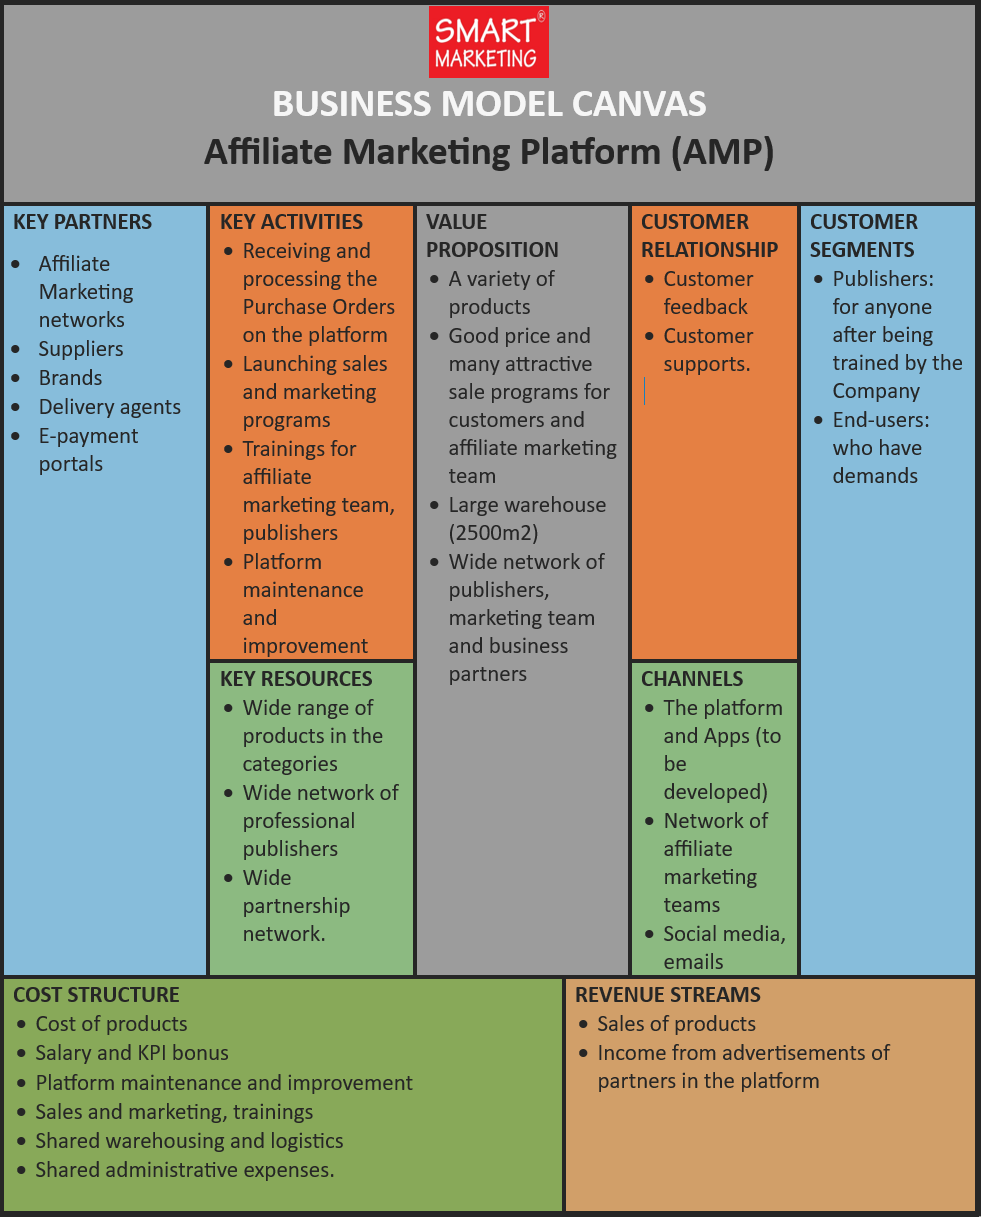 SMART®
MARKETING
BUSINESS MODEL CANVAS
Affiliate Marketing Platform (AMP)
KEY PARTNERS
• Affiliate
Marketing
networks
• Suppliers
• Brands
• Delivery agents
• E-payment
portals
KEY ACTIVITIES
• Receiving and
processing the
Purchase Orders
on the platform
• Launching sales
and marketing
programs
• Trainings for
affiliate
marketing team,
publishers
• Platform
maintenance
and
improvement
KEY RESOURCES
• Wide range of
products in the
categories
• Wide network of
professional
publishers
• Wide
partnership
network.
VALUE
PROPOSITION
• A variety of
products
• Good price and
many attractive
sale programs for
customers and
affiliate marketing
team
• Large warehouse
(2500m2)
• Wide network of
publishers,
marketing team
and business
partners
CUSTOMER
RELATIONSHIP
• Customer
feedback
• Customer
supports.
CHANNELS
• The platform
and Apps (to
be
developed)
• Network of
affiliate
marketing
teams
• Social media,
emails
CUSTOMER
SEGMENTS
• Publishers:
for anyone
after being
trained by the
Company
• End-users:
who have
demands
COST STRUCTURE
• Cost of products
• Salary and KPI bonus
• Platform maintenance and improvement
• Sales and marketing, trainings
• Shared warehousing and logistics
• Shared administrative expenses.
REVENUE STREAMS
• Sales of products
• Income from advertisements of
partners in the platform